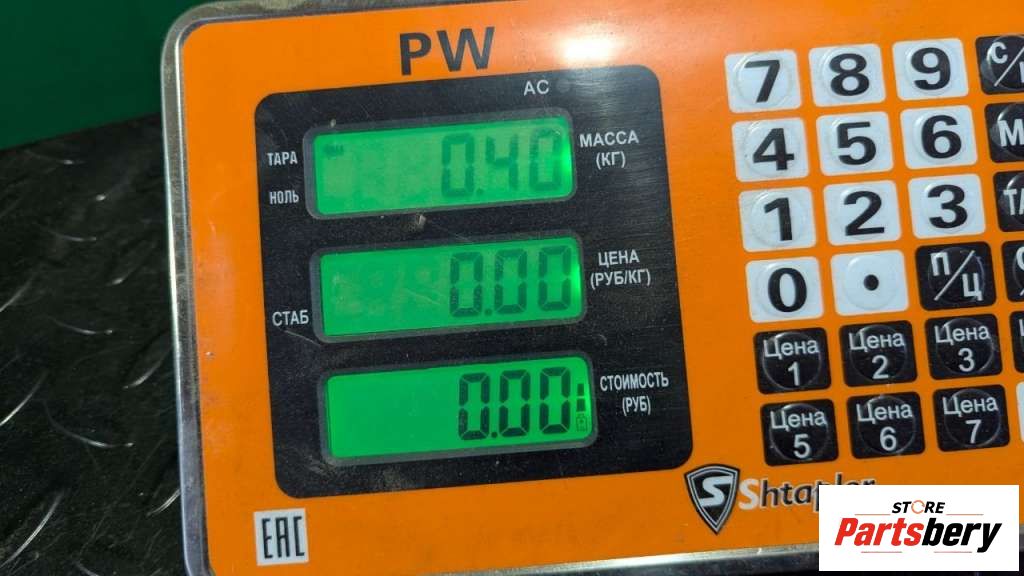 PW
AC
ТАРА
НОЛЬ
0.40
МАССА
(КГ)
СТАБ
0.00
ЦЕНА
(РУБ/КГ)
0.00
СТОИМОСТЬ
(РУБ)
7 8 9
4 5 6
1 2 3
0 . П/Ц
Цена 1
Цена 2
Цена 3
Цена 5
Цена 6
Цена 7
EAC
S Shtapler
STORE
Partsbery